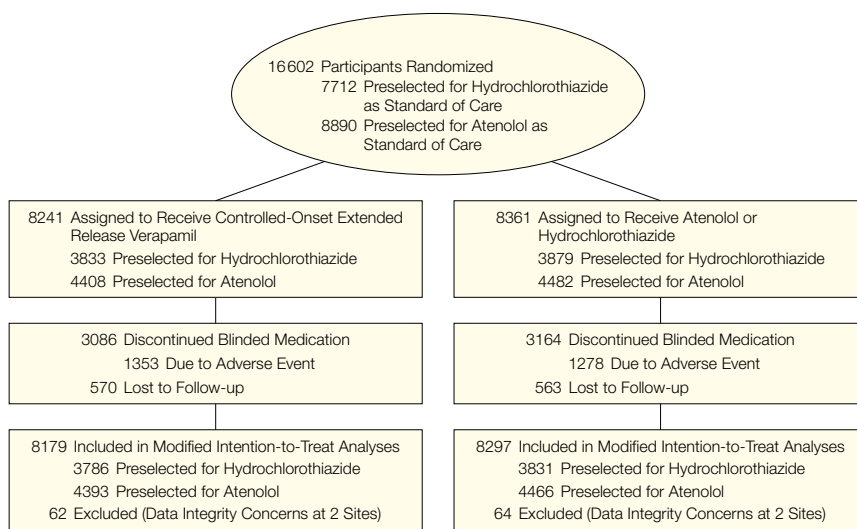 16 602 Participants Randomized
7712 Preselected for Hydrochlorothiazide
as Standard of Care
8890 Preselected for Atenolol as
Standard of Care
8241 Assigned to Receive Controlled-Onset Extended
Release Verapamil
3833 Preselected for Hydrochlorothiazide
4408 Preselected for Atenolol
8361 Assigned to Receive Atenolol or
Hydrochlorothiazide
3879 Preselected for Hydrochlorothiazide
4482 Preselected for Atenolol
3086 Discontinued Blinded Medication
1353 Due to Adverse Event
570 Lost to Follow-up
3164 Discontinued Blinded Medication
1278 Due to Adverse Event
563 Lost to Follow-up
8179 Included in Modified Intention-to-Treat Analyses
3786 Preselected for Hydrochlorothiazide
4393 Preselected for Atenolol
62 Excluded (Data Integrity Concerns at 2 Sites)
8297 Included in Modified Intention-to-Treat Analyses
3831 Preselected for Hydrochlorothiazide
4466 Preselected for Atenolol
64 Excluded (Data Integrity Concerns at 2 Sites)